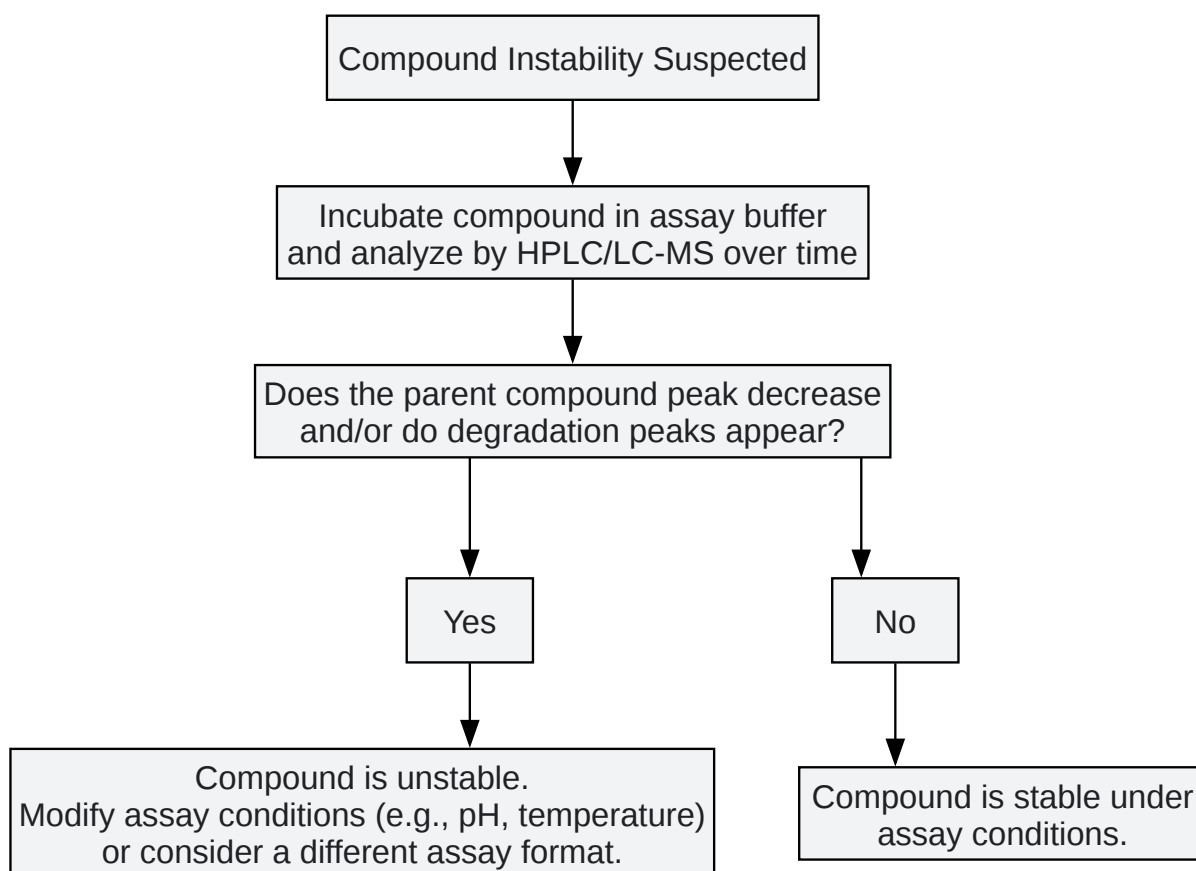 Compound Instability Suspected
Incubate compound in assay buffer
and analyze by HPLC/LC-MS over time
Does the parent compound peak decrease
and/or do degradation peaks appear?
Yes
No
Compound is unstable.
Modify assay conditions (e.g., pH, temperature)
or consider a different assay format.
Compound is stable under
assay conditions.